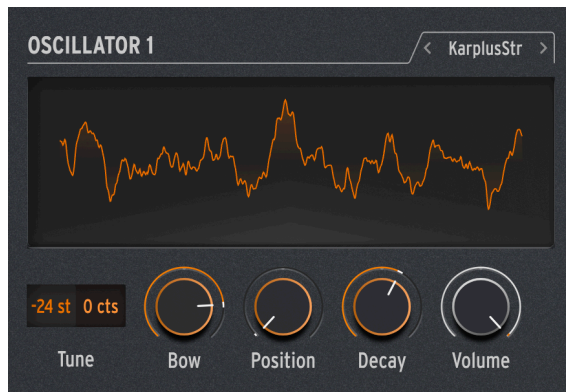 OSCILLATOR 1
< KarplusStr >
-24 st 0 cts
Tune Bow Position Decay Volume